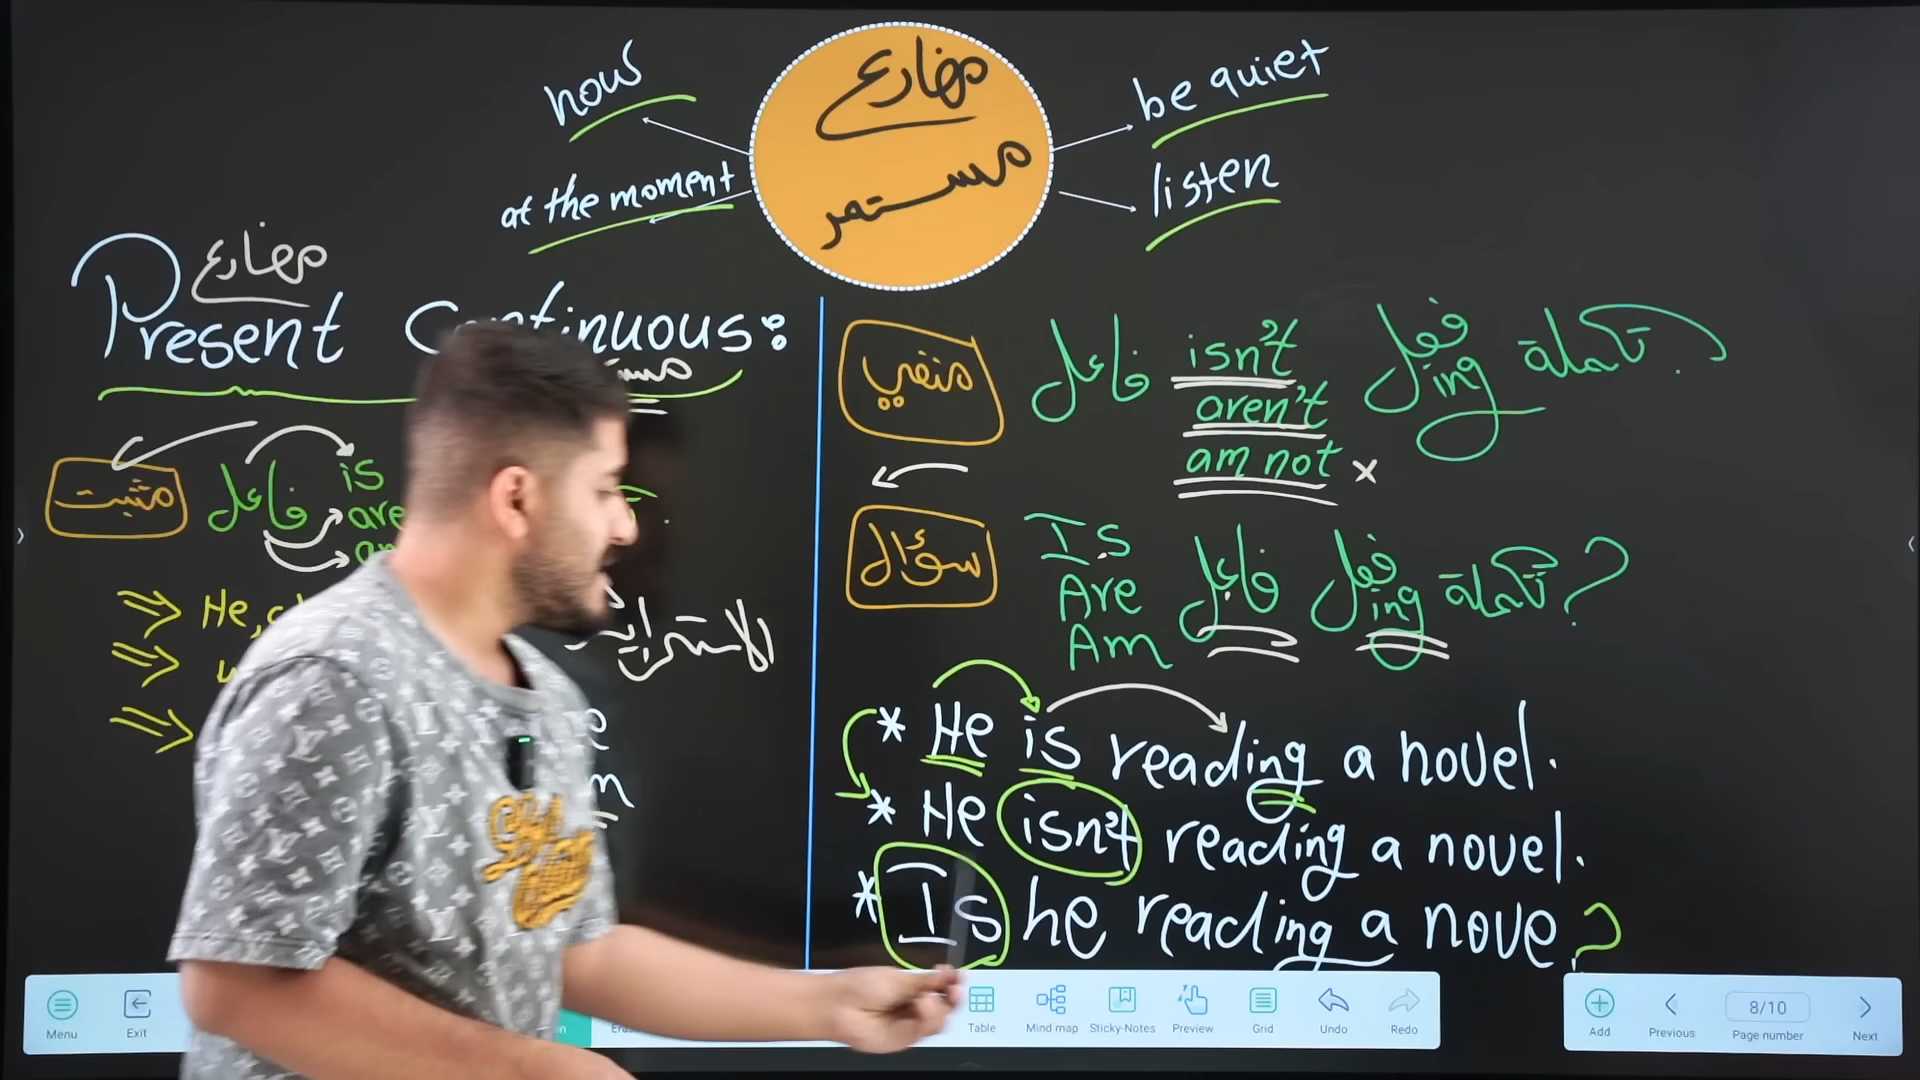 مضارع
مستمر
now
at the moment
be quiet
listen
مضارع
Present Continuous:
مثبت
فاعل
is
are
He,
منفي
فاعل
isn't
aren't
am not
فعل
ing
تكملة .
×
سؤال
Is
Are
Am
فاعل
فعل
ing
تكملة ?
* He is reading a novel.
* He isn't reading a novel.
* Is he reading a nove?
Menu
Exit
Table
Mind map
Sticky-Notes
Preview
Grid
Undo
Redo
Add
Previous
8/10
Page number
Next